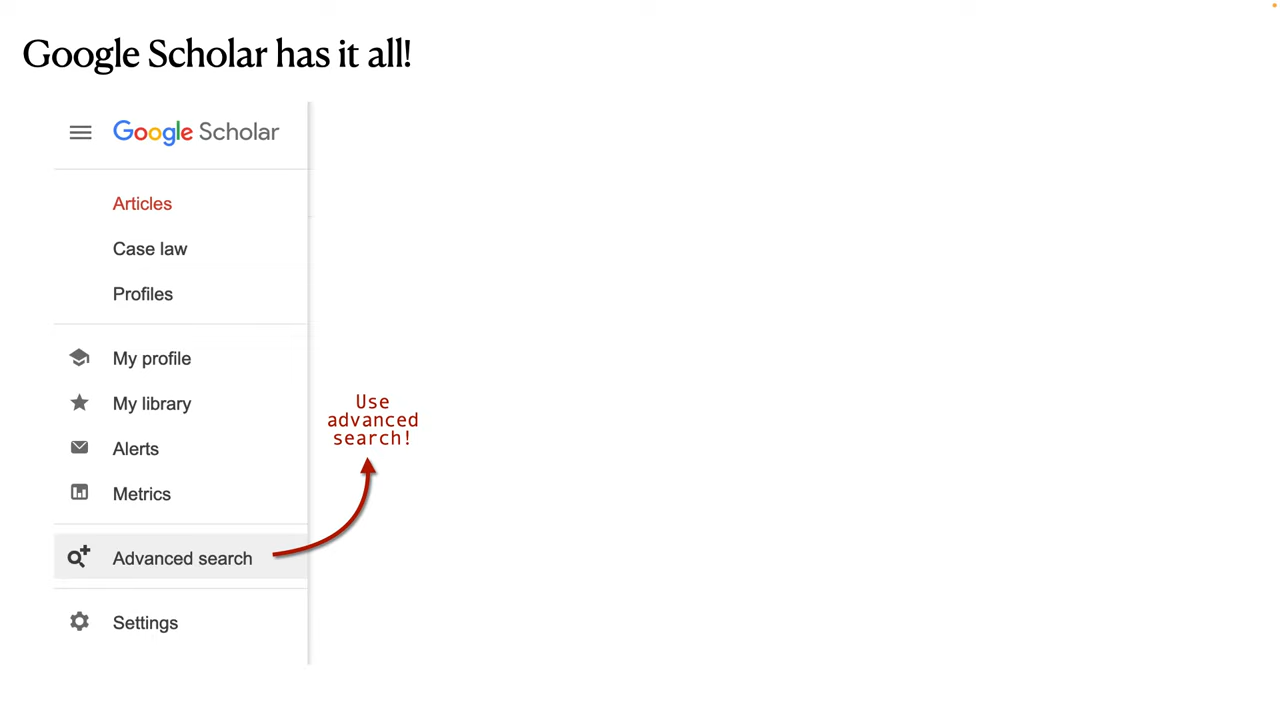 Google Scholar has it all!
Google Scholar
Articles
Case law
Profiles
My profile
My library
Alerts
Metrics
Advanced search
Settings
Use
advanced
search!